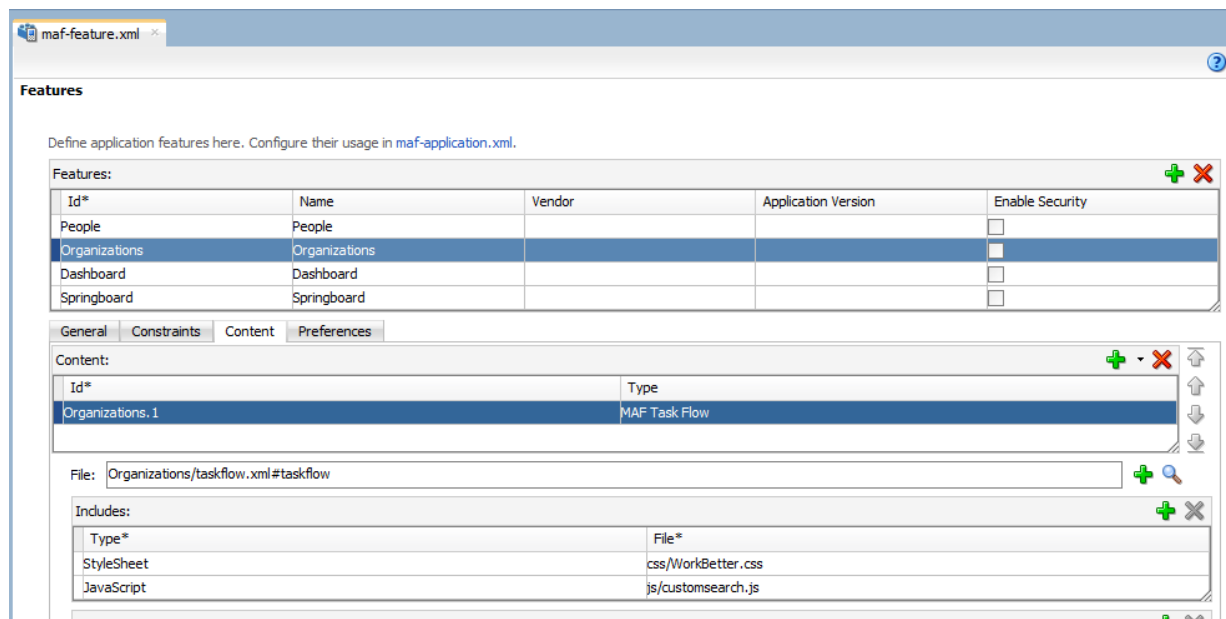 maf-feature.xml
Features
Define application features here. Configure their usage in maf-application.xml.
Features:
Id* Name Vendor Application Version Enable Security
People People
Organizations Organizations
Dashboard Dashboard
Springboard Springboard
General Constraints Content Preferences
Content:
Id* Type
Organizations.1 MAF Task Flow
File: Organizations/taskflow.xml#taskflow
Includes:
Type* File*
StyleSheet css/WorkBetter.css
JavaScript js/customsearch.js